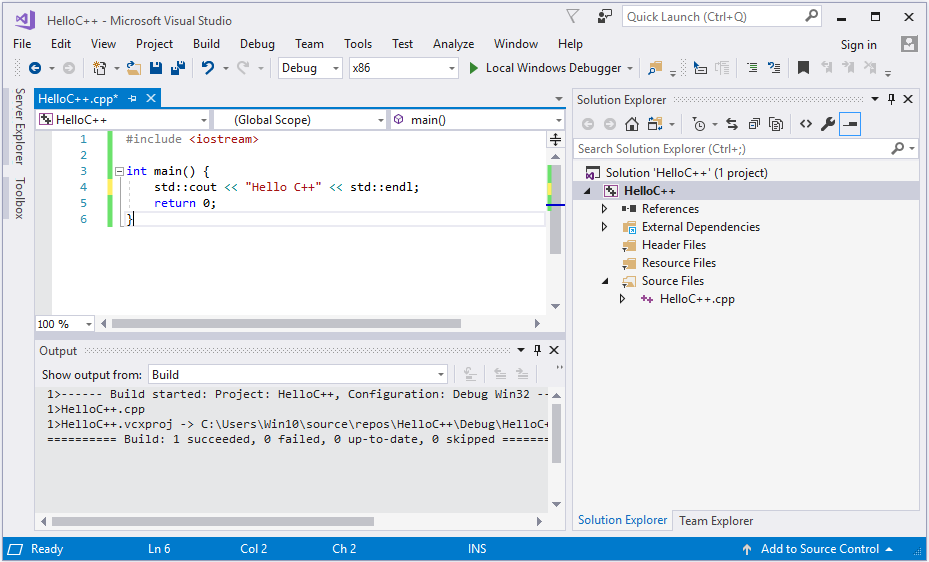 HelloC++ - Microsoft Visual Studio
Quick Launch (Ctrl+Q)
File Edit View Project Build Debug Team Tools Test Analyze Window Help
Sign in
Debug x86 Local Windows Debugger
Server Explorer
Toolbox
HelloC++.cpp*
HelloC++ (Global Scope) main()
1 #include <iostream>
2
3 int main() {
4 std::cout << "Hello C++" << std::endl;
5 return 0;
6 }
100 %
Output
Show output from: Build
1>------ Build started: Project: HelloC++, Configuration: Debug Win32 --
1>HelloC++.cpp
1>HelloC++.vcxproj -> C:\Users\Win10\source\repos\HelloC++\Debug\HelloC+
========== Build: 1 succeeded, 0 failed, 0 up-to-date, 0 skipped =======
Solution Explorer
Search Solution Explorer (Ctrl+;)
Solution 'HelloC++' (1 project)
HelloC++
References
External Dependencies
Header Files
Resource Files
Source Files
HelloC++.cpp
Solution Explorer Team Explorer
Ready Ln 6 Col 2 Ch 2 INS Add to Source Control